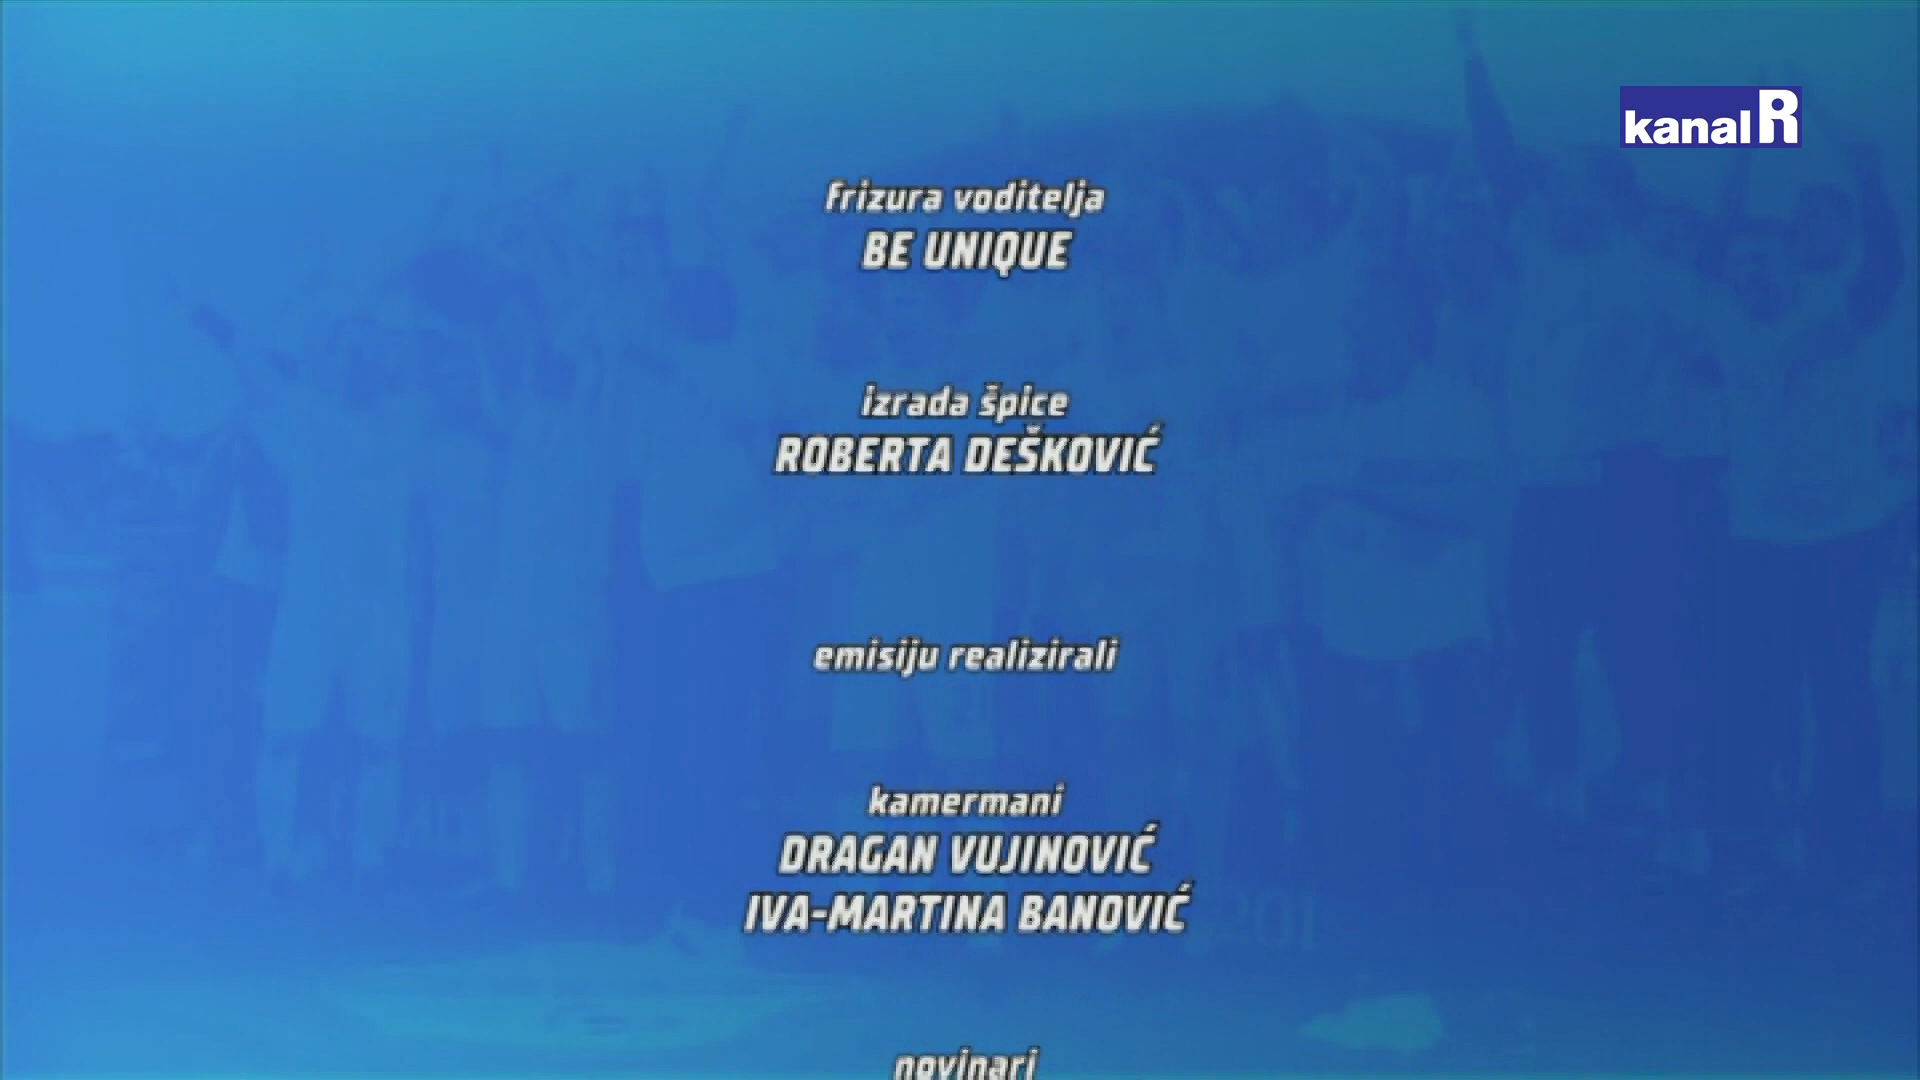 kanal R
frizura voditelja
BE UNIQUE
izrada špice
ROBERTA DEŠKOVIĆ
emisiju realizirali
kamermani
DRAGAN VUJINOVIĆ
IVA-MARTINA BANOVIĆ
novinari